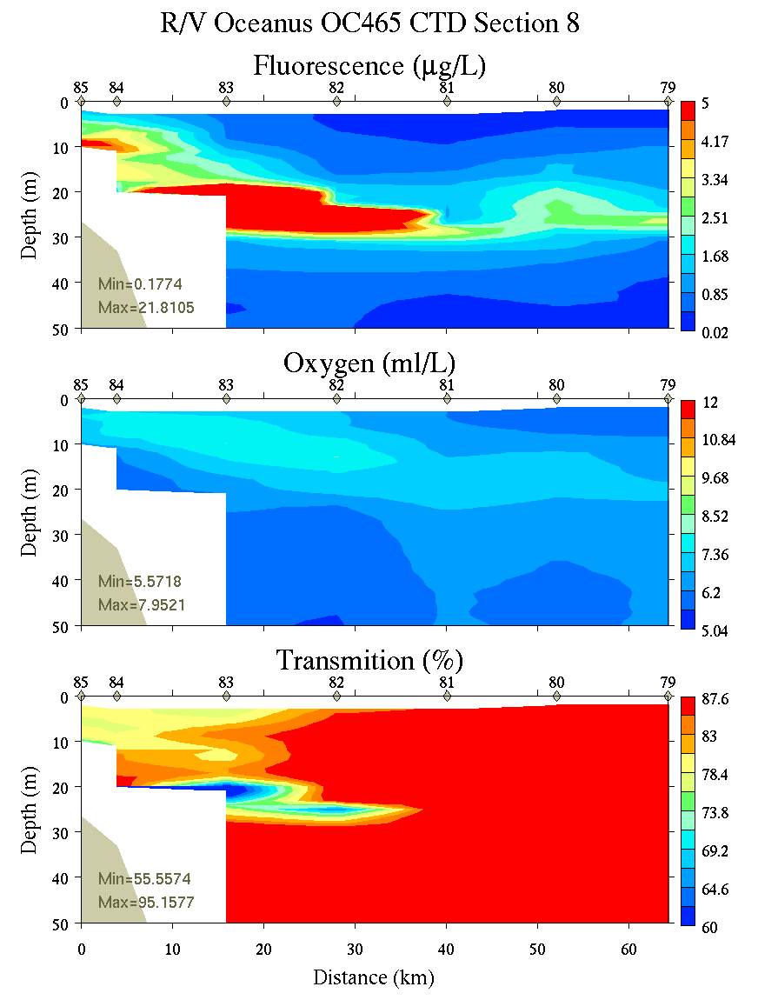 R/V Oceanus OC465 CTD Section 8
Fluorescence (μg/L)
85 84 83 82 81 80 79
0
10
20
30
40
50
Depth (m)
Min=0.1774
Max=21.8105
5
4.17
3.34
2.51
1.68
0.85
0.02
Oxygen (ml/L)
85 84 83 82 81 80 79
0
10
20
30
40
50
Depth (m)
Min=5.5718
Max=7.9521
12
10.84
9.68
8.52
7.36
6.2
5.04
Transmition (%)
85 84 83 82 81 80 79
0
10
20
30
40
50
Depth (m)
Min=55.5574
Max=95.1577
87.6
83
78.4
73.8
69.2
64.6
60
0 10 20 30 40 50 60
Distance (km)